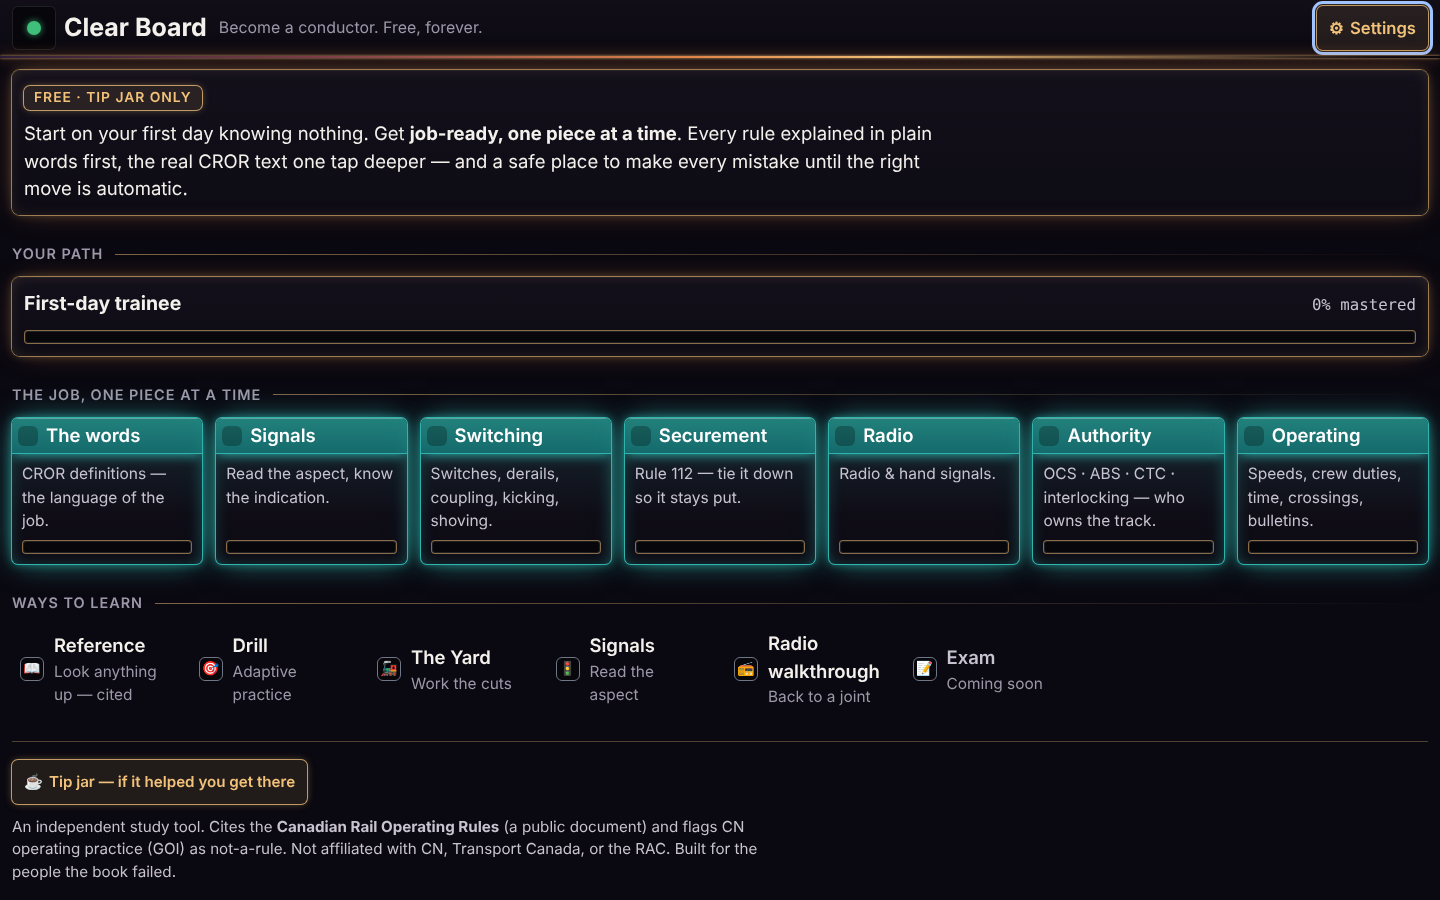 Clear Board Become a conductor. Free, forever. ⚙ Settings
FREE · TIP JAR ONLY
Start on your first day knowing nothing. Get job-ready, one piece at a time. Every rule explained in plain
words first, the real CROR text one tap deeper — and a safe place to make every mistake until the right
move is automatic.
YOUR PATH
First-day trainee 0% mastered
THE JOB, ONE PIECE AT A TIME
The words
CROR definitions —
the language of the
job.
Signals
Read the aspect, know
the indication.
Switching
Switches, derails,
coupling, kicking,
shoving.
Securement
Rule 112 — tie it down
so it stays put.
Radio
Radio & hand signals.
Authority
OCS · ABS · CTC ·
interlocking — who
owns the track.
Operating
Speeds, crew duties,
time, crossings,
bulletins.
WAYS TO LEARN
Reference
Look anything
up — cited
Drill
Adaptive
practice
The Yard
Work the cuts
Signals
Read the
aspect
Radio
walkthrough
Back to a joint
Exam
Coming soon
Tip jar — if it helped you get there
An independent study tool. Cites the Canadian Rail Operating Rules (a public document) and flags CN
operating practice (GOI) as not-a-rule. Not affiliated with CN, Transport Canada, or the RAC. Built for the
people the book failed.